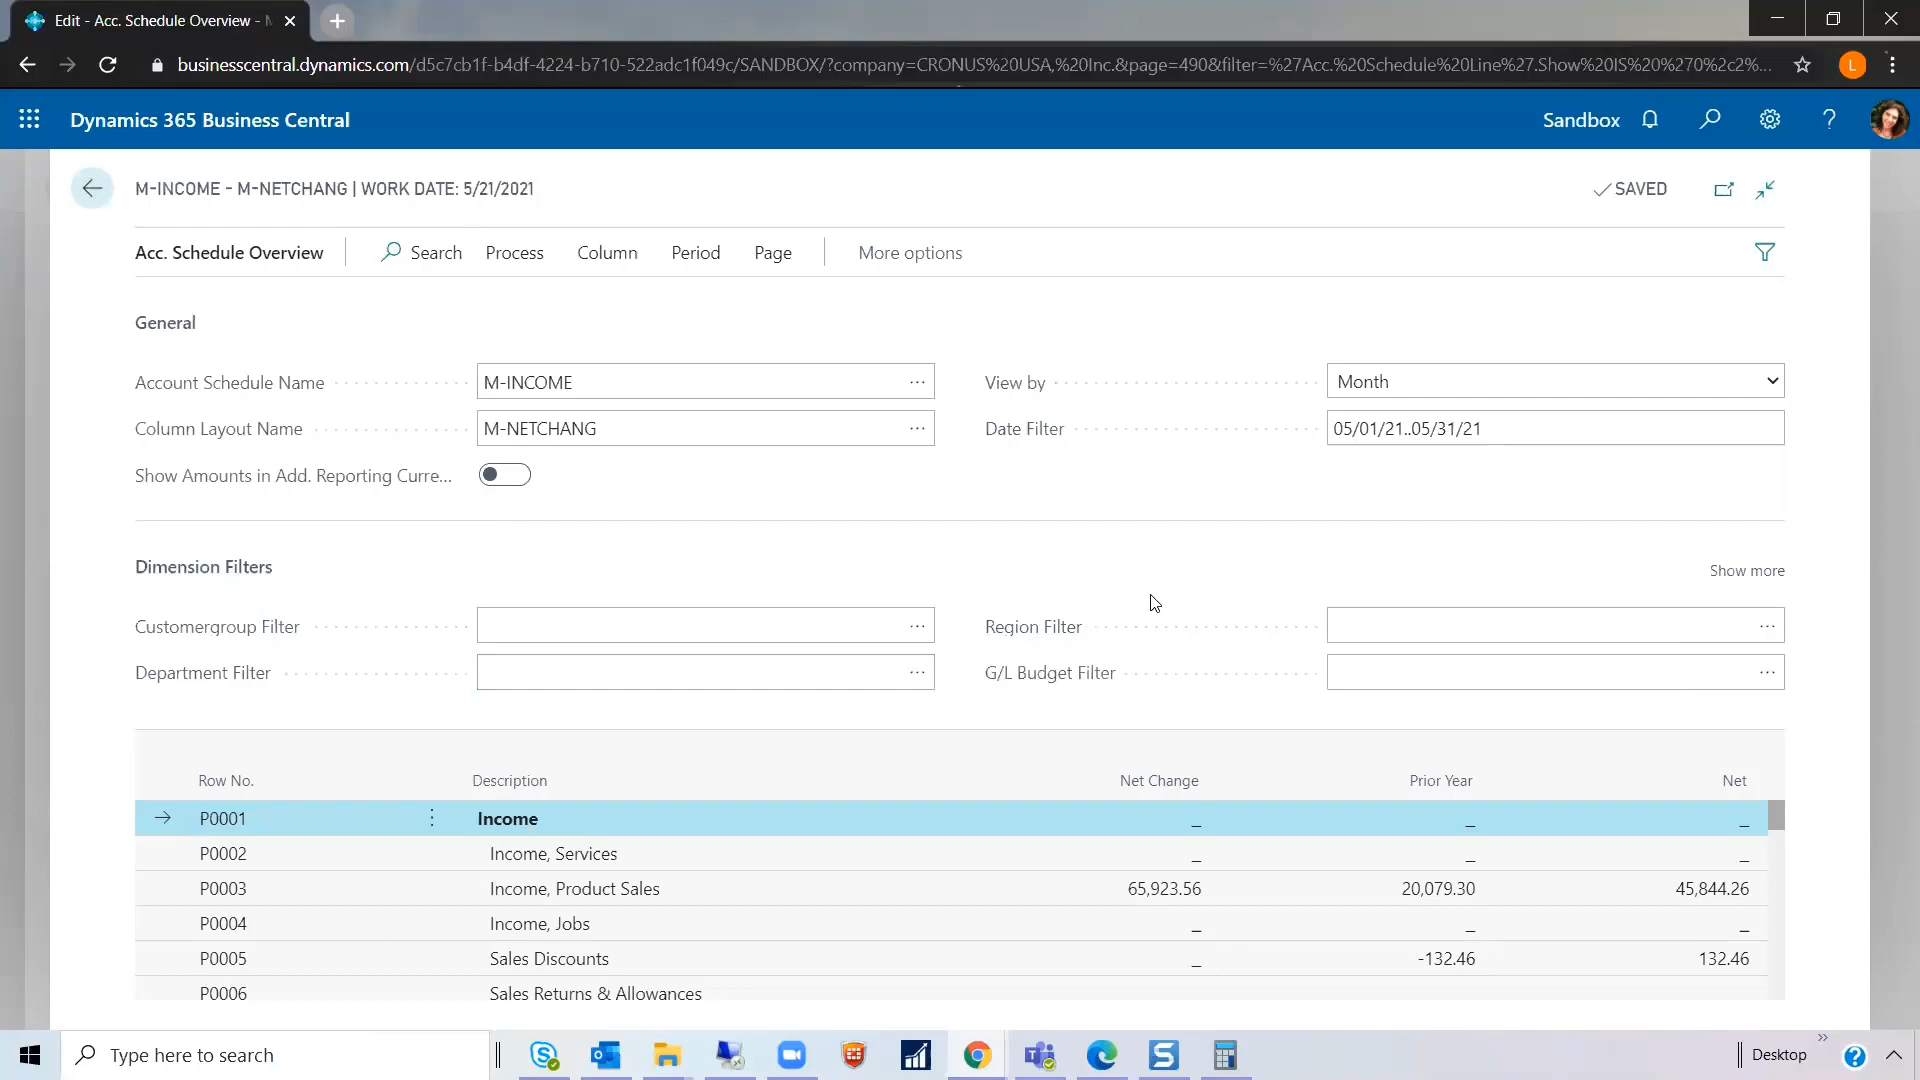 Edit - Acc. Schedule Overview -
businesscentral.dynamics.com/d5c7cb1f-b4df-4224-b710-522adc1f049c/SANDBOX/?company=CRONUS%20USA,%20Inc.&page=490&filter=%27Acc.%20Schedule%20Line%27.Show%20IS%20%270%2c2%... L
Dynamics 365 Business Central Sandbox
M-INCOME - M-NETCHANG | WORK DATE: 5/21/2021 SAVED
Acc. Schedule Overview Search Process Column Period Page More options
General
Account Schedule Name M-INCOME ... View by Month
Column Layout Name M-NETCHANG ... Date Filter 05/01/21..05/31/21
Show Amounts in Add. Reporting Curre...
Dimension Filters Show more
Customergroup Filter ... Region Filter ...
Department Filter ... G/L Budget Filter ...
Row No. Description Net Change Prior Year Net
P0001 Income _ _ _
P0002 Income, Services _ _ _
P0003 Income, Product Sales 65,923.56 20,079.30 45,844.26
P0004 Income, Jobs _ _ _
P0005 Sales Discounts _ -132.46 132.46
P0006 Sales Returns & Allowances
Type here to search Desktop